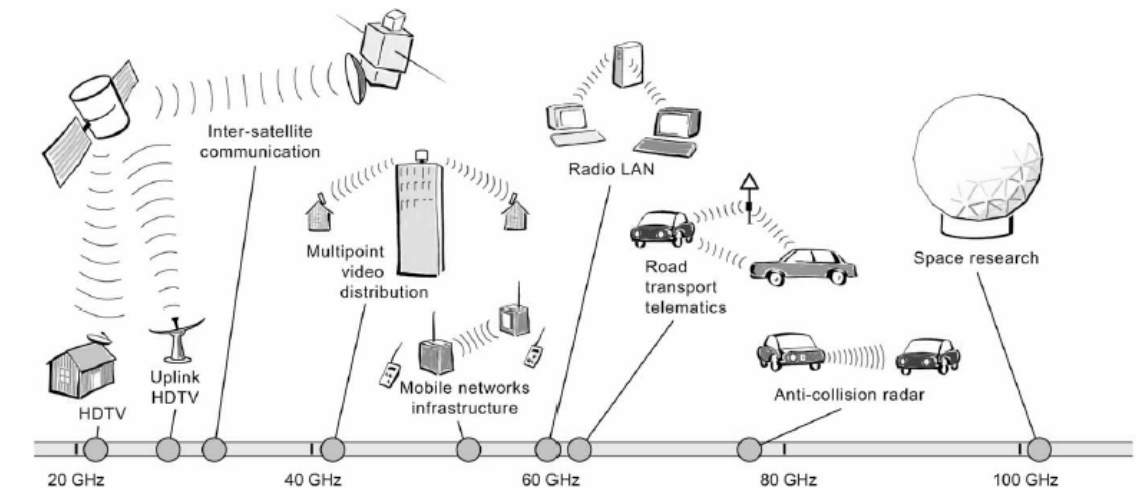 Inter-satellite
communication
Radio LAN
Multipoint
video
distribution
Road
transport
telematics
Space research
Uplink
HDTV
HDTV
Mobile networks
infrastructure
Anti-collision radar
20 GHz
40 GHz
60 GHz
80 GHz
100 GHz